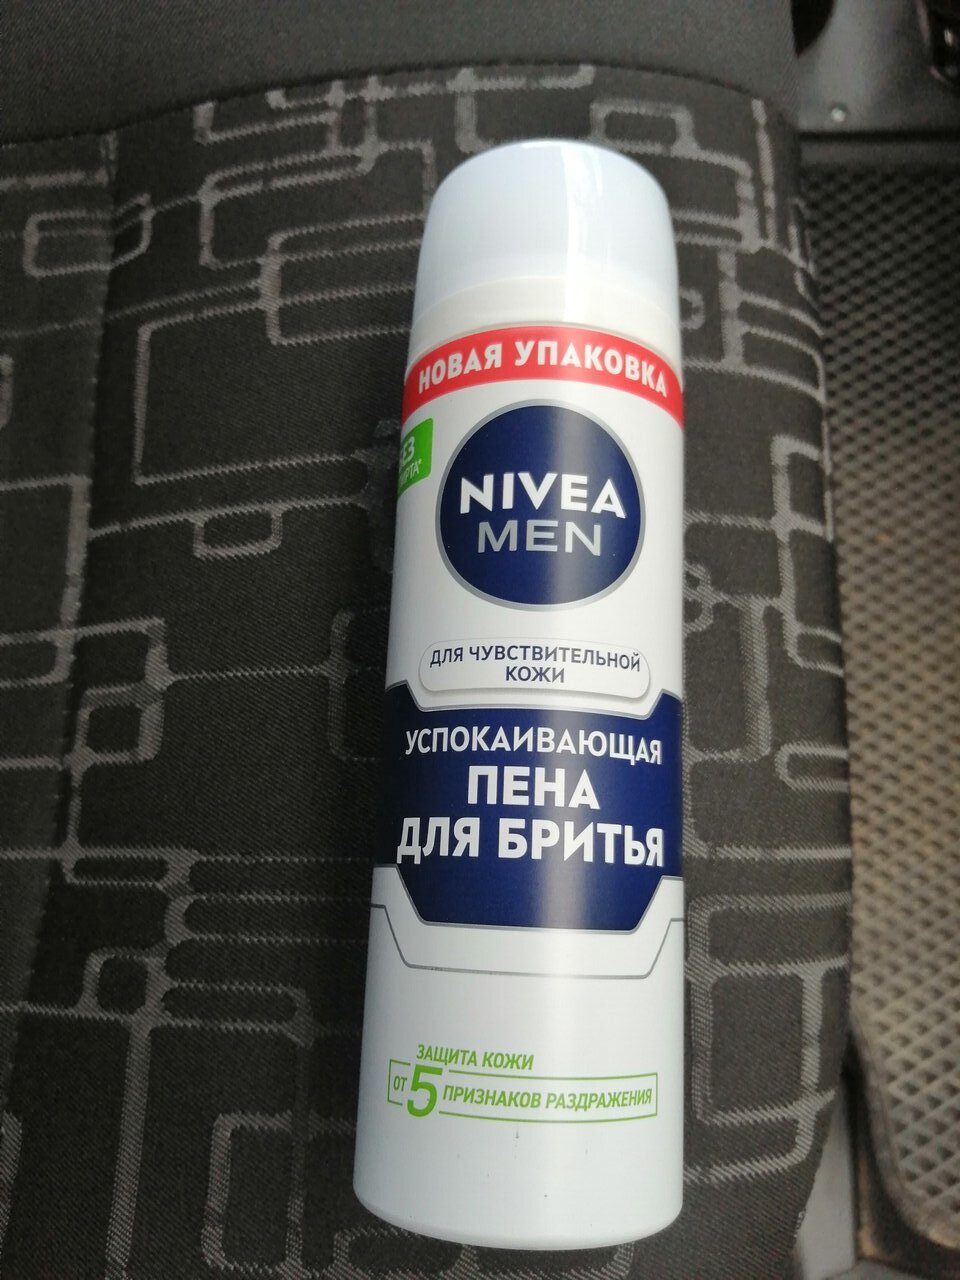 НОВАЯ УПАКОВКА
NIVEA
MEN
ДЛЯ ЧУВСТВИТЕЛЬНОЙ
КОЖИ
УСПОКАИВАЮЩАЯ
ПЕНА
ДЛЯ БРИТЬЯ
ЗАЩИТА КОЖИ
ОТ 5 ПРИЗНАКОВ РАЗДРАЖЕНИЯ